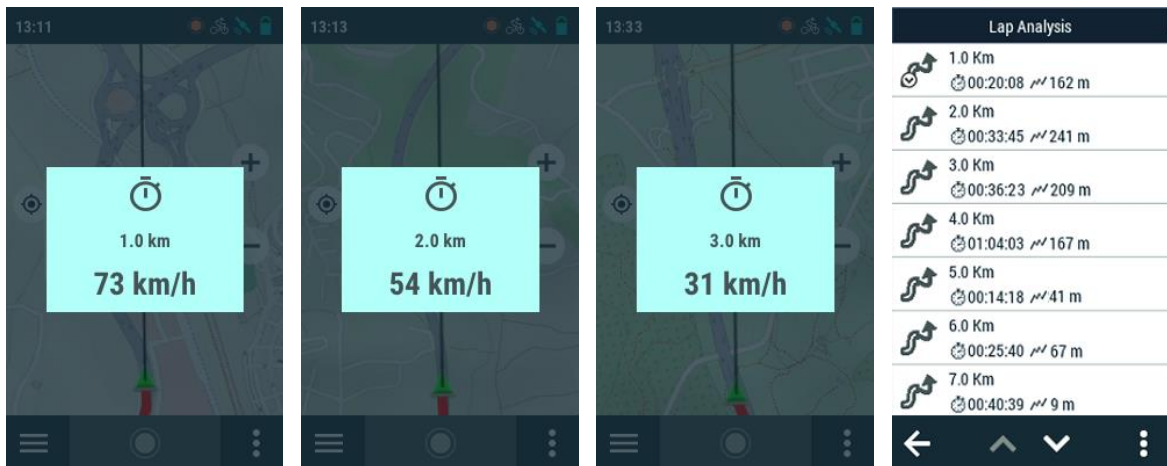 13:11
1.0 km
73 km/h
13:13
2.0 km
54 km/h
13:33
3.0 km
31 km/h
Lap Analysis
1.0 Km
00:20:08 162 m
2.0 Km
00:33:45 241 m
3.0 Km
00:36:23 209 m
4.0 Km
01:04:03 167 m
5.0 Km
00:14:18 41 m
6.0 Km
00:25:40 67 m
7.0 Km
00:40:39 9 m